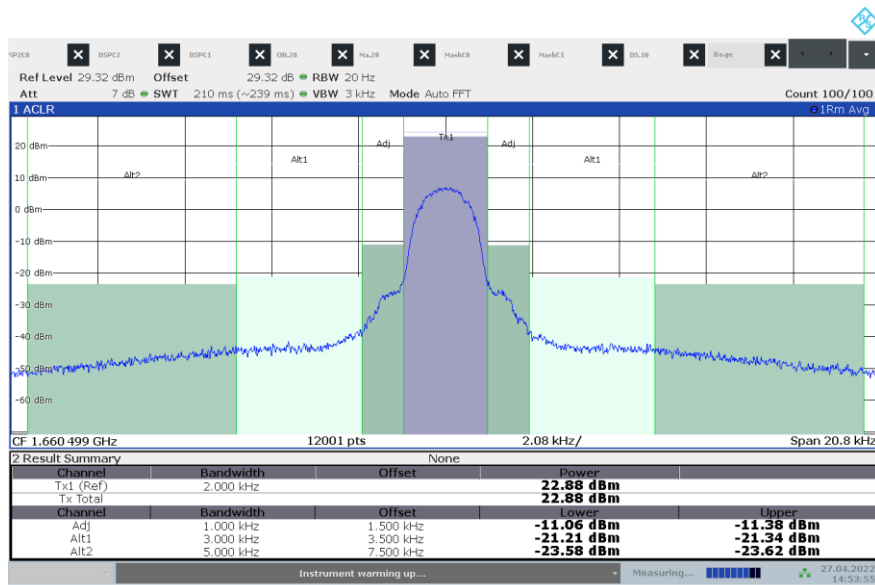 SP2C0 DSPC2 DSPC1 OB.20 Ma.20 MaskC0 MaskC1 DS.10 Ba.ge
Ref Level 29.32 dBm Offset 29.32 dB RBW 20 Hz
Att 7 dB SWT 210 ms (~239 ms) VBW 3 kHz Mode Auto FFT Count 100/100
1 ACLR 1Rm Avg
Tx1
20 dBm Adj Adj
Alt1 Alt1
10 dBm Alt2 Alt2
0 dBm
-10 dBm
-20 dBm
-30 dBm
-40 dBm
-50 dBm
-60 dBm
CF 1.660 499 GHz 12001 pts 2.08 kHz/ Span 20.8 kHz
2 Result Summary None
Channel Bandwidth Offset Power
Tx1 (Ref) 2.000 kHz 22.88 dBm
Tx Total 22.88 dBm
Channel Bandwidth Offset Lower Upper
Adj 1.000 kHz 1.500 kHz -11.06 dBm -11.38 dBm
Alt1 3.000 kHz 3.500 kHz -21.21 dBm -21.34 dBm
Alt2 5.000 kHz 7.500 kHz -23.58 dBm -23.62 dBm
Instrument warming up... Measuring... 27.04.2022
14:53:55